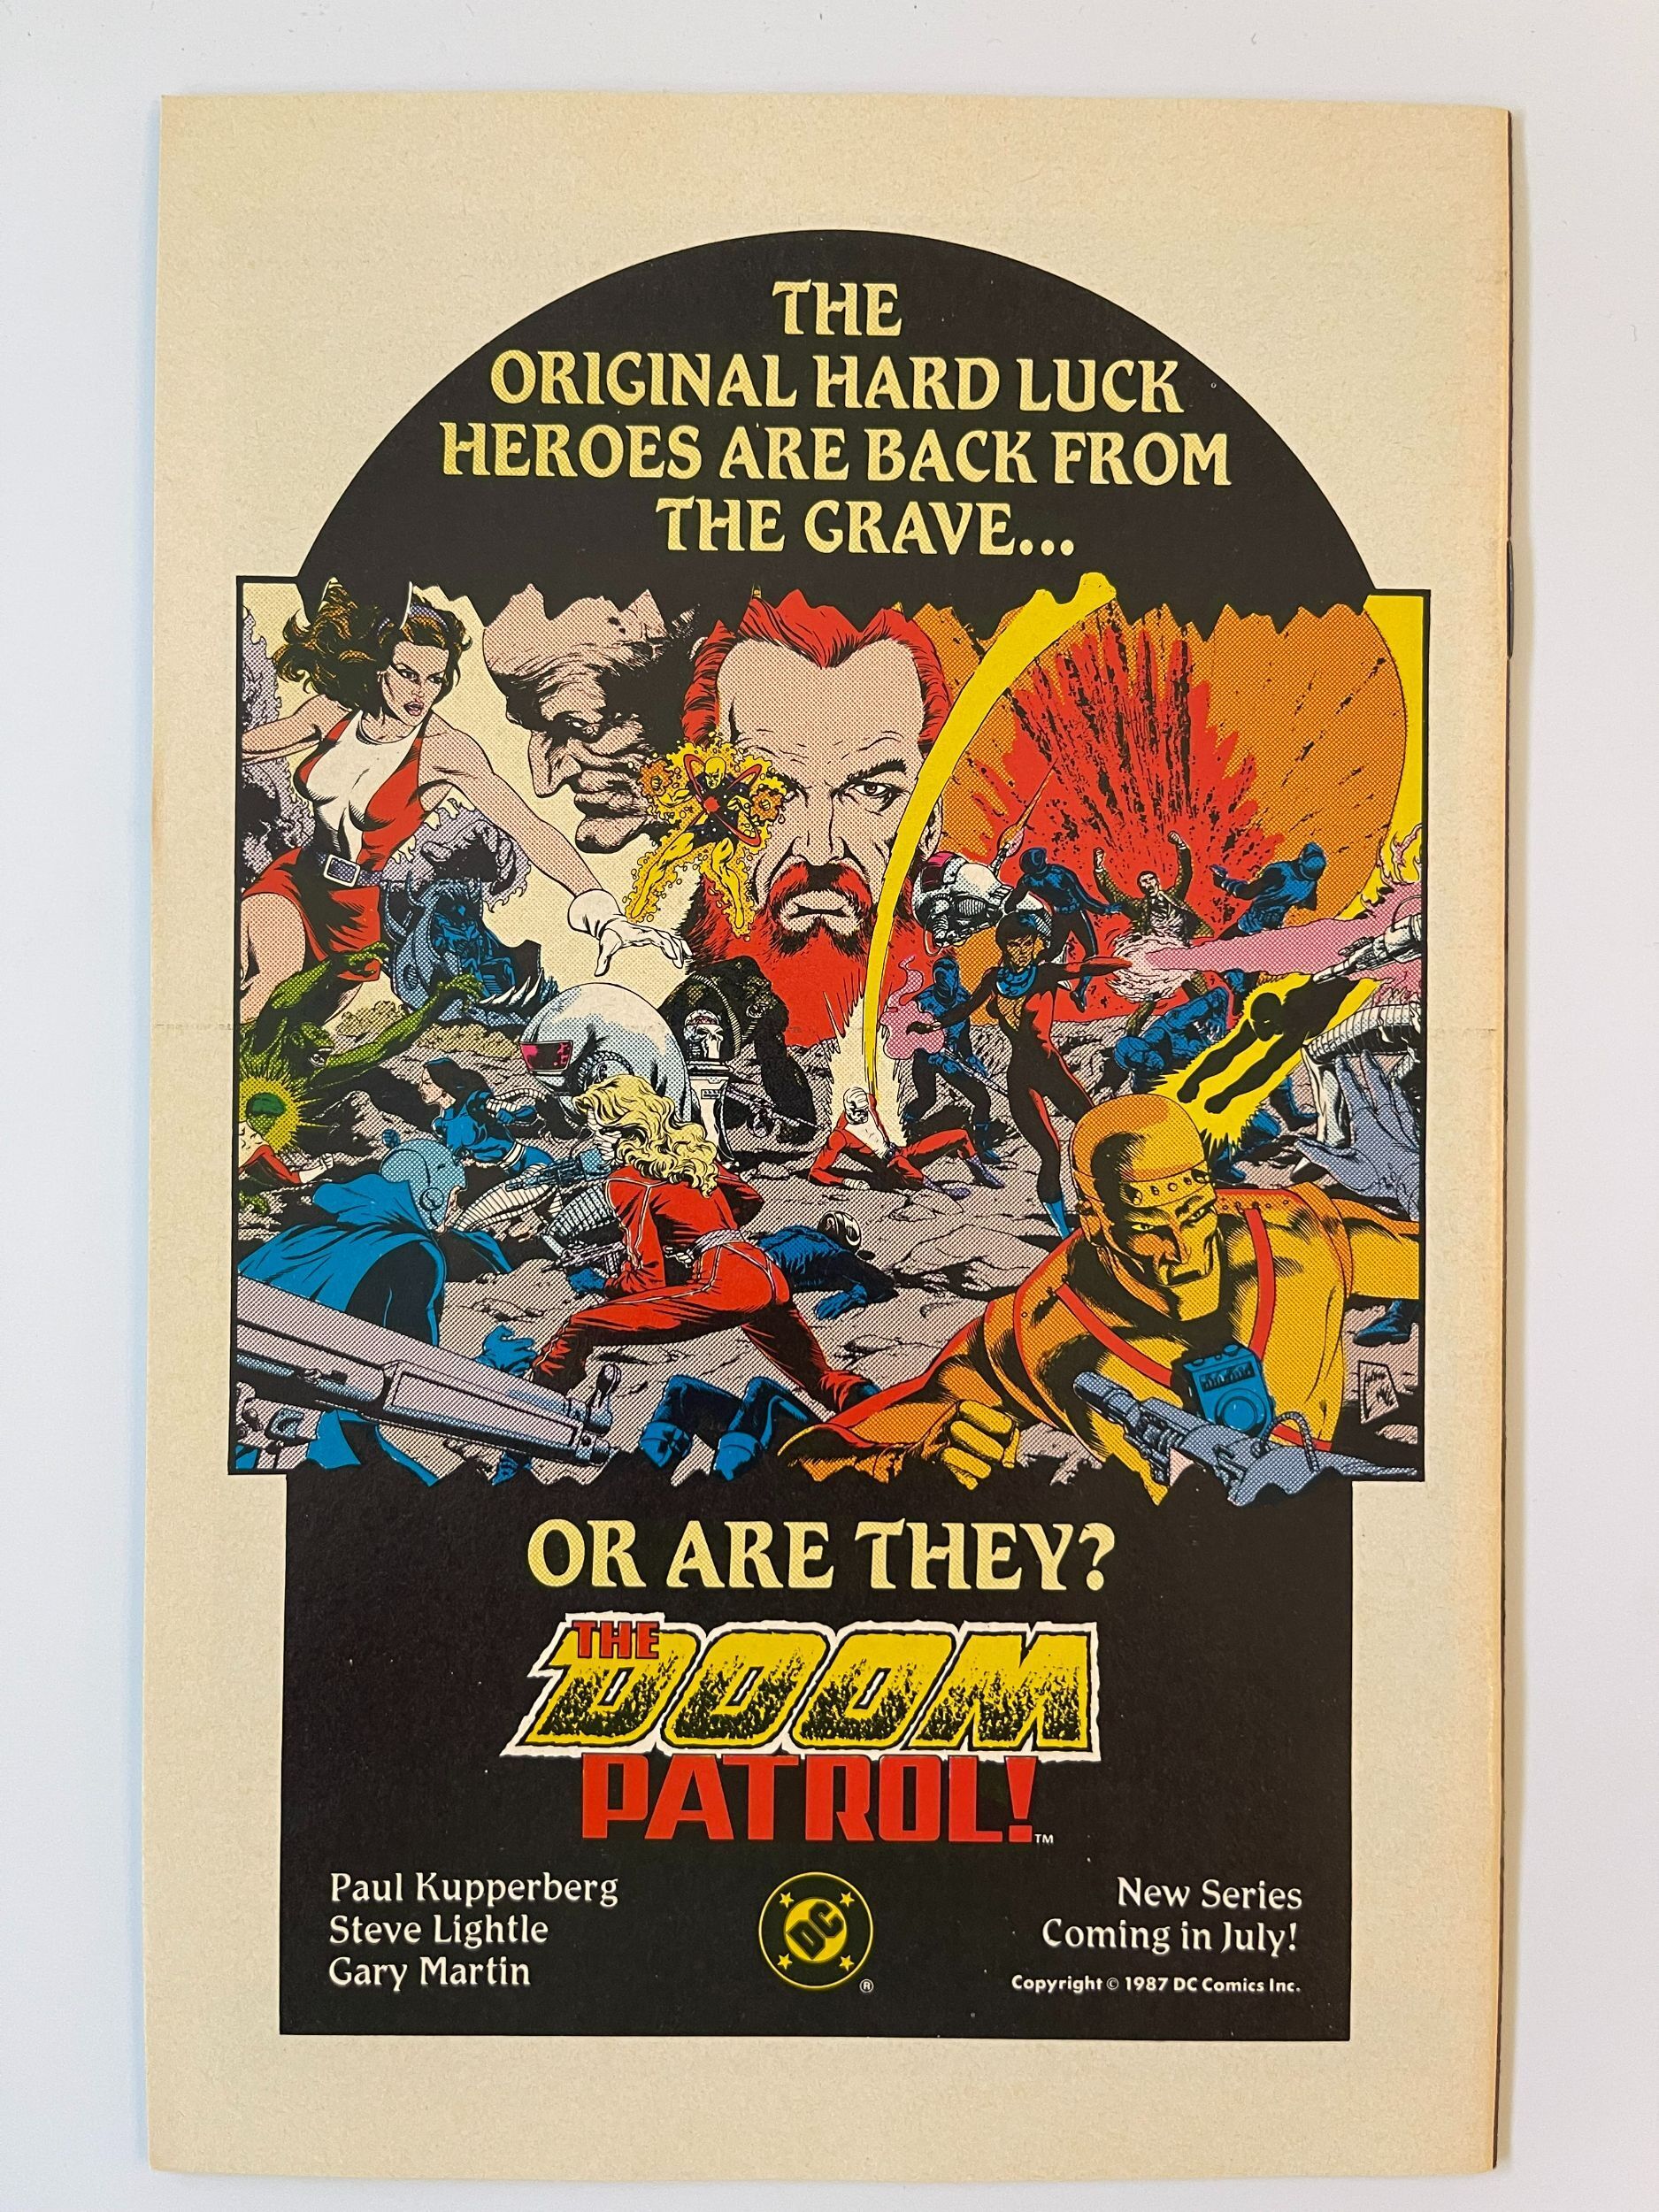 THE
ORIGINAL HARD LUCK
HEROES ARE BACK FROM
THE GRAVE...
OR ARE THEY?
THE
DOOM
PATROL!™
Paul Kupperberg
Steve Lightle
Gary Martin
DC
®
New Series
Coming in July!
Copyright © 1987 DC Comics Inc.